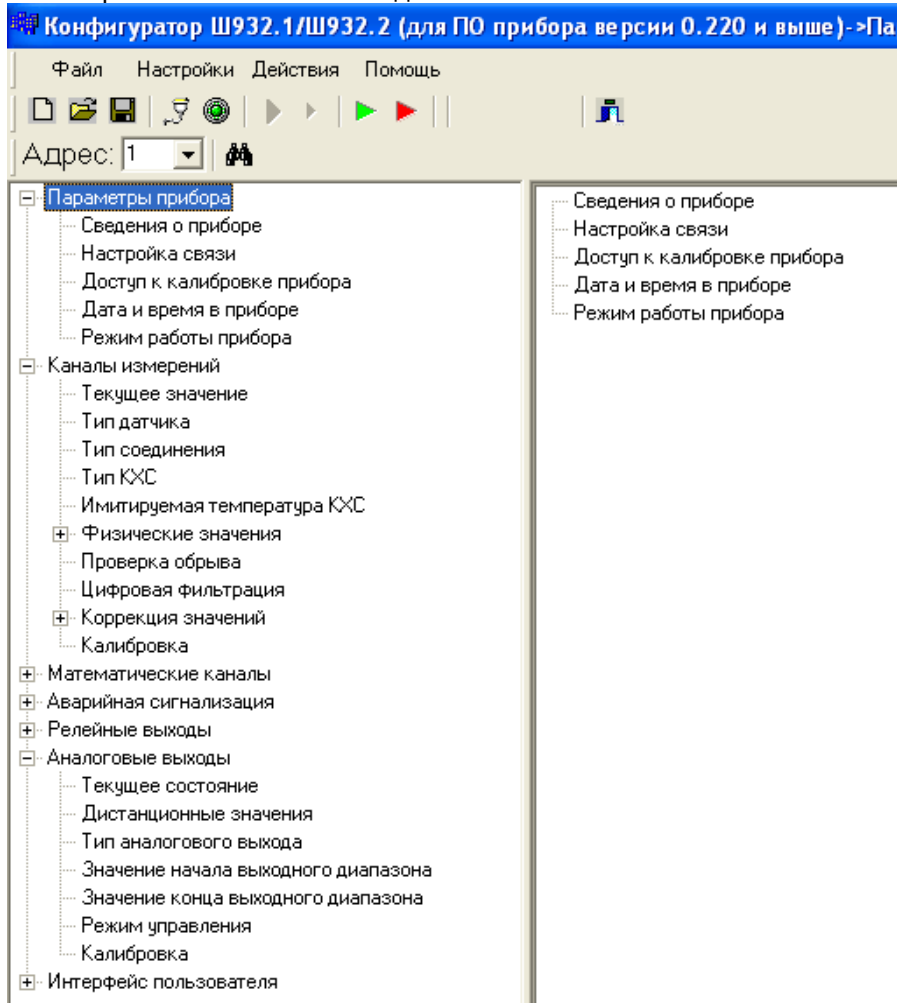 Конфигуратор Ш932.1/Ш932.2 (для ПО прибора версии 0.220 и выше)->Па
Файл Настройки Действия Помощь
Адрес: 1
Параметры прибора
Сведения о приборе
Настройка связи
Доступ к калибровке прибора
Дата и время в приборе
Режим работы прибора
Каналы измерений
Текущее значение
Тип датчика
Тип соединения
Тип КХС
Имитируемая температура КХС
Физические значения
Проверка обрыва
Цифровая фильтрация
Коррекция значений
Калибровка
Математические каналы
Аварийная сигнализация
Релейные выходы
Аналоговые выходы
Текущее состояние
Дистанционные значения
Тип аналогового выхода
Значение начала выходного диапазона
Значение конца выходного диапазона
Режим управления
Калибровка
Интерфейс пользователя
Сведения о приборе
Настройка связи
Доступ к калибровке прибора
Дата и время в приборе
Режим работы прибора